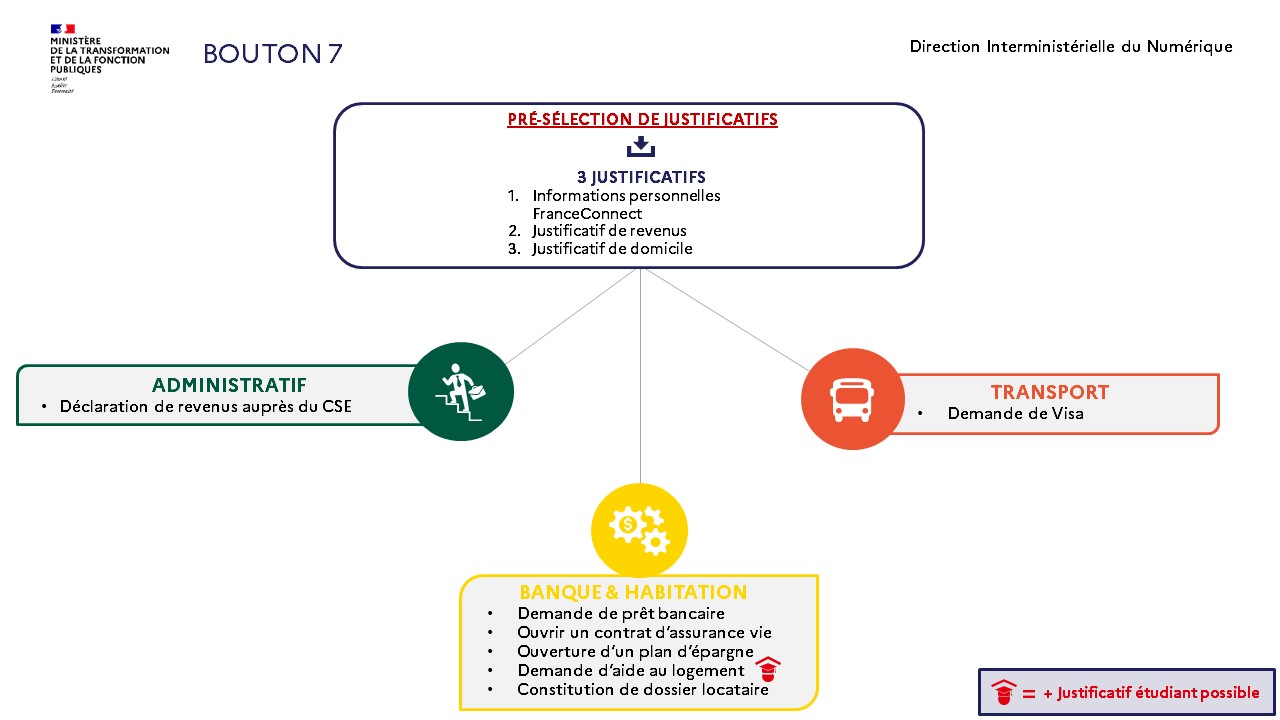 MINISTÈRE
DE LA TRANSFORMATION
ET DE LA FONCTION
PUBLIQUES
Liberté
Égalité
Fraternité
BOUTON 7
Direction Interministérielle du Numérique
PRÉ-SÉLECTION DE JUSTIFICATIFS
3 JUSTIFICATIFS
1. Informations personnelles
FranceConnect
2. Justificatif de revenus
3. Justificatif de domicile
ADMINISTRATIF
• Déclaration de revenus auprès du CSE
TRANSPORT
• Demande de Visa
$
BANQUE & HABITATION
• Demande de prêt bancaire
• Ouvrir un contrat d’assurance vie
• Ouverture d’un plan d’épargne
• Demande d’aide au logement
• Constitution de dossier locataire
= + Justificatif étudiant possible